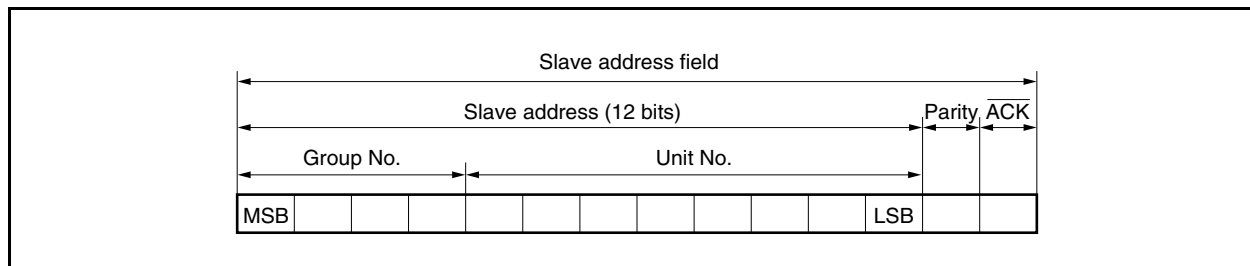 Slave address field
Slave address (12 bits) Parity ACK
Group No. Unit No.
MSB LSB